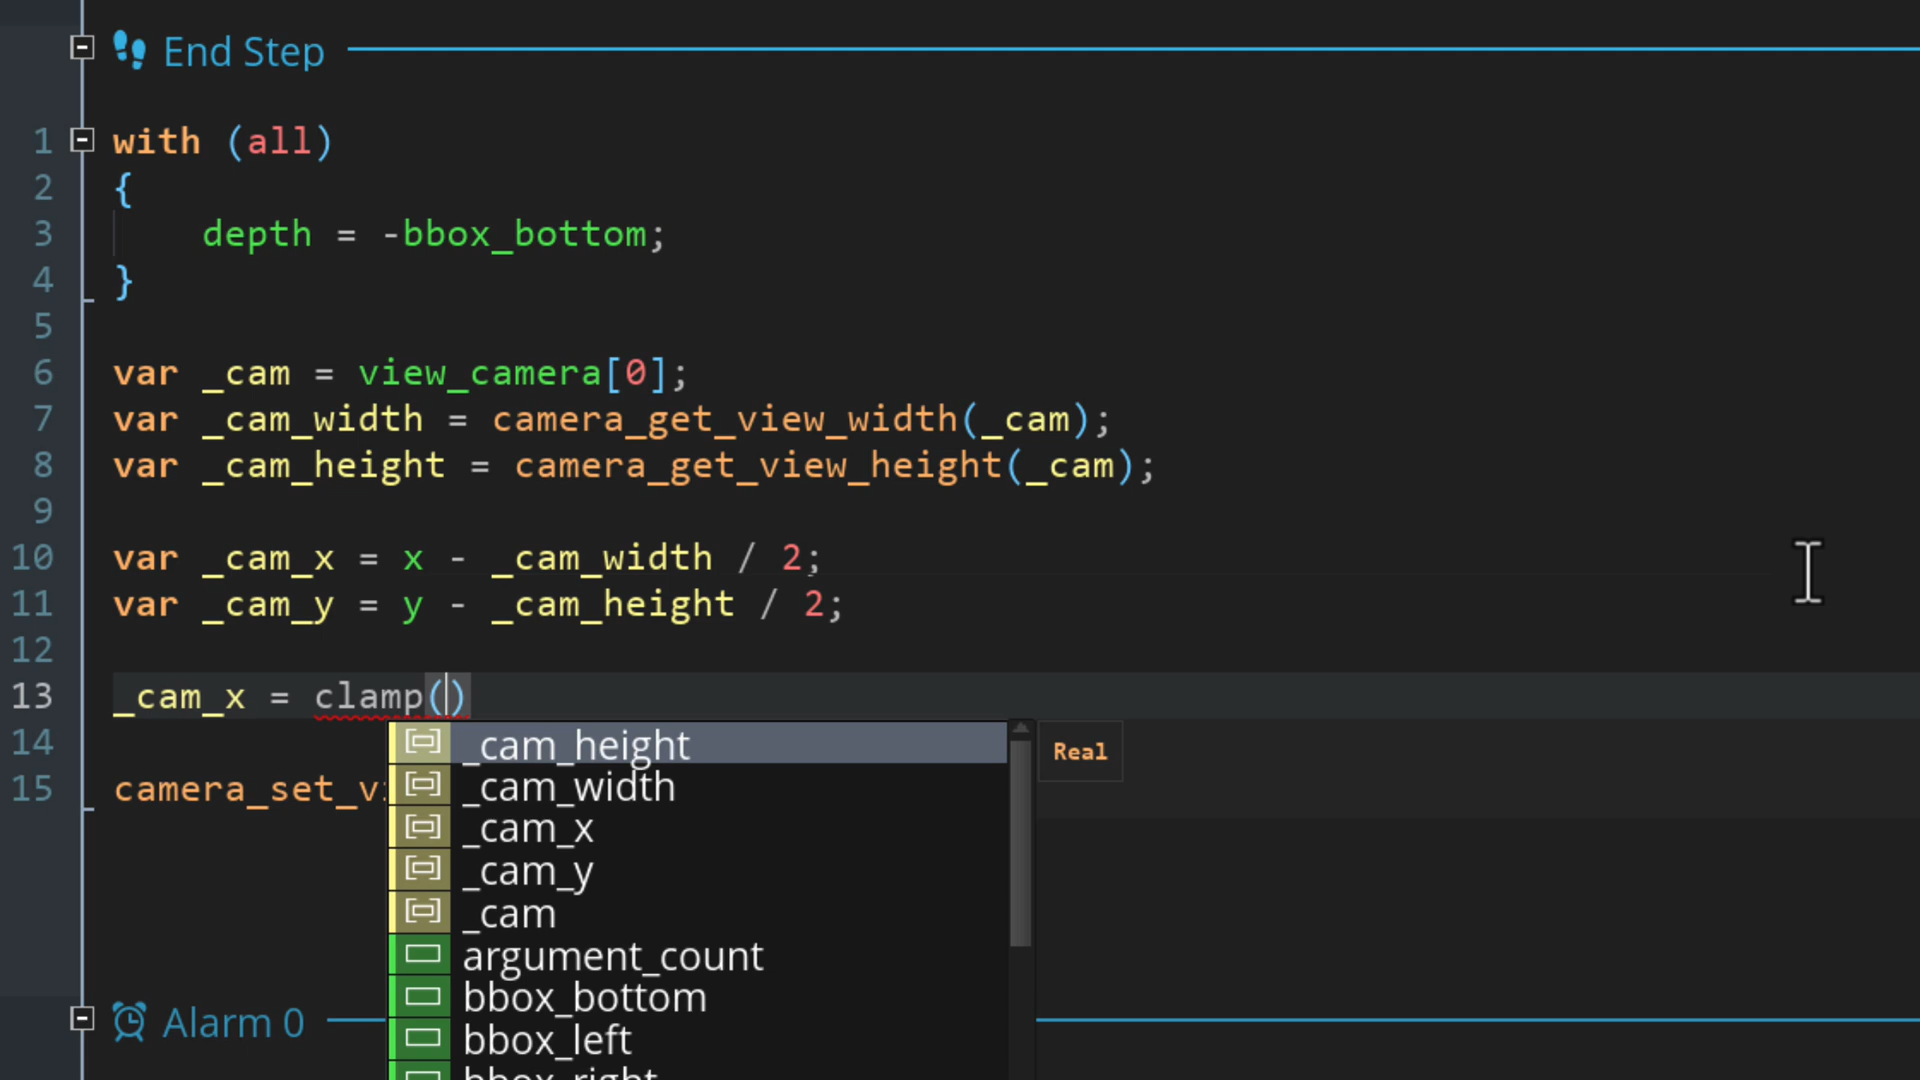 End Step
1 with (all)
2 {
3 depth = -bbox_bottom;
4 }
5
6 var _cam = view_camera[0];
7 var _cam_width = camera_get_view_width(_cam);
8 var _cam_height = camera_get_view_height(_cam);
9
10 var _cam_x = x - _cam_width / 2;
11 var _cam_y = y - _cam_height / 2;
12
13 _cam_x = clamp()
14
15 camera_set_v
_cam_height
Real
_cam_width
_cam_x
_cam_y
_cam
argument_count
bbox_bottom
bbox_left
bbox_right
Alarm 0